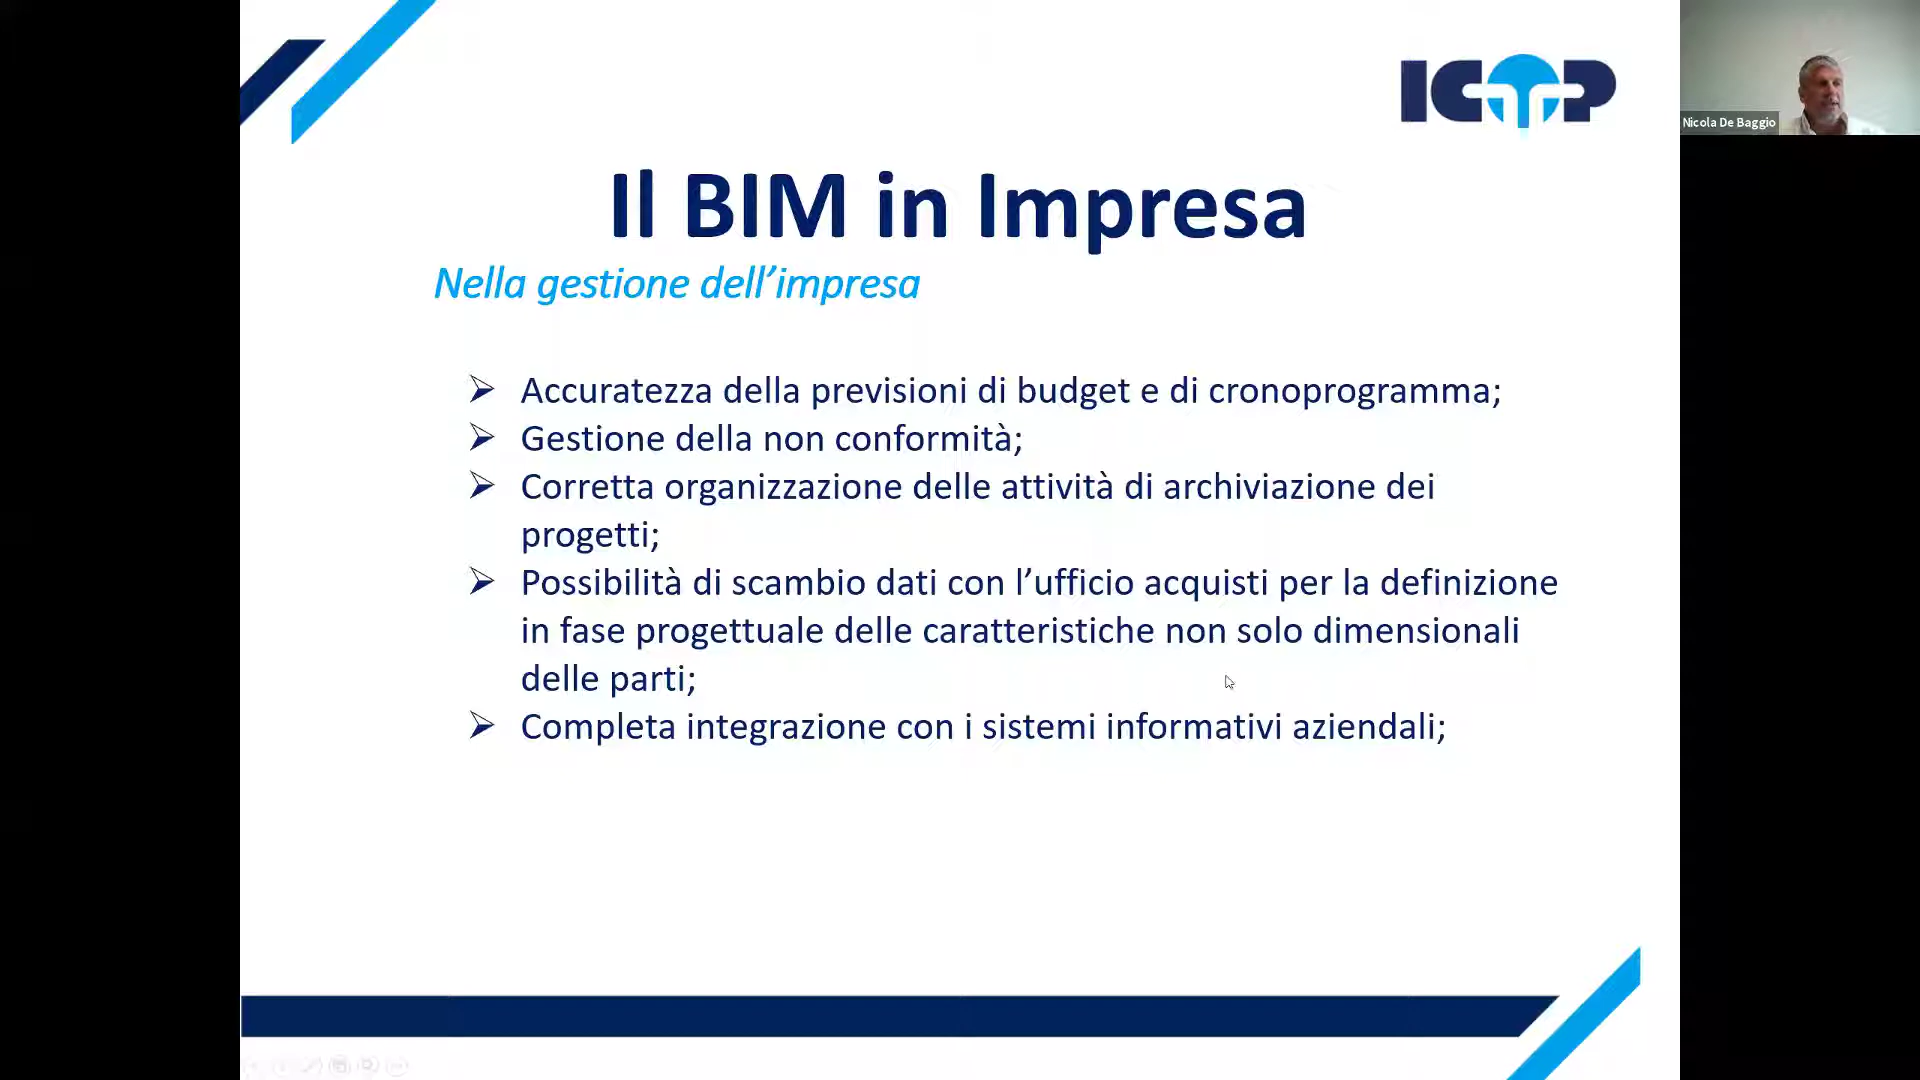 ICOP
Nicola De Baggio
Il BIM in Impresa
Nella gestione dell’impresa
Accuratezza della previsioni di budget e di cronoprogramma;
Gestione della non conformità;
Corretta organizzazione delle attività di archiviazione dei
progetti;
Possibilità di scambio dati con l’ufficio acquisti per la definizione
in fase progettuale delle caratteristiche non solo dimensionali
delle parti;
Completa integrazione con i sistemi informativi aziendali;